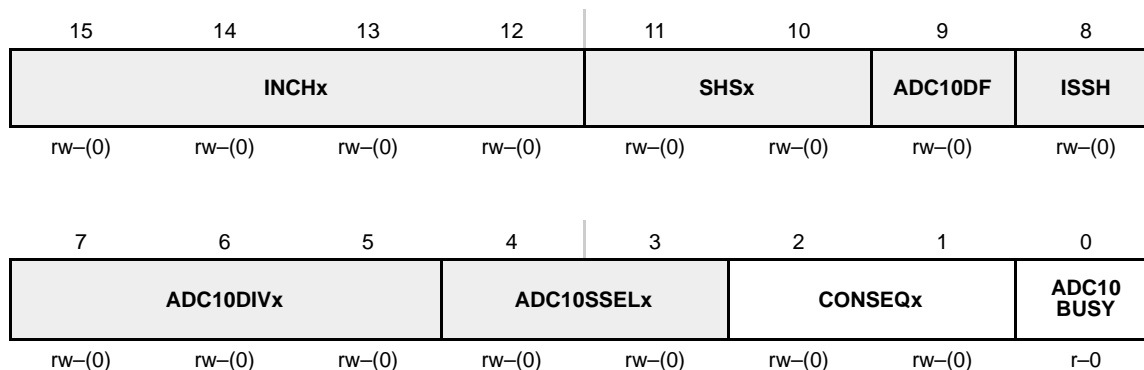 15 14 13 12 11 10 9 8
INCHx SHSx ADC10DF ISSH
rw–(0) rw–(0) rw–(0) rw–(0) rw–(0) rw–(0) rw–(0) rw–(0)
7 6 5 4 3 2 1 0
ADC10DIVx ADC10SSELx CONSEQx ADC10
BUSY
rw–(0) rw–(0) rw–(0) rw–(0) rw–(0) rw–(0) rw–(0) r–0